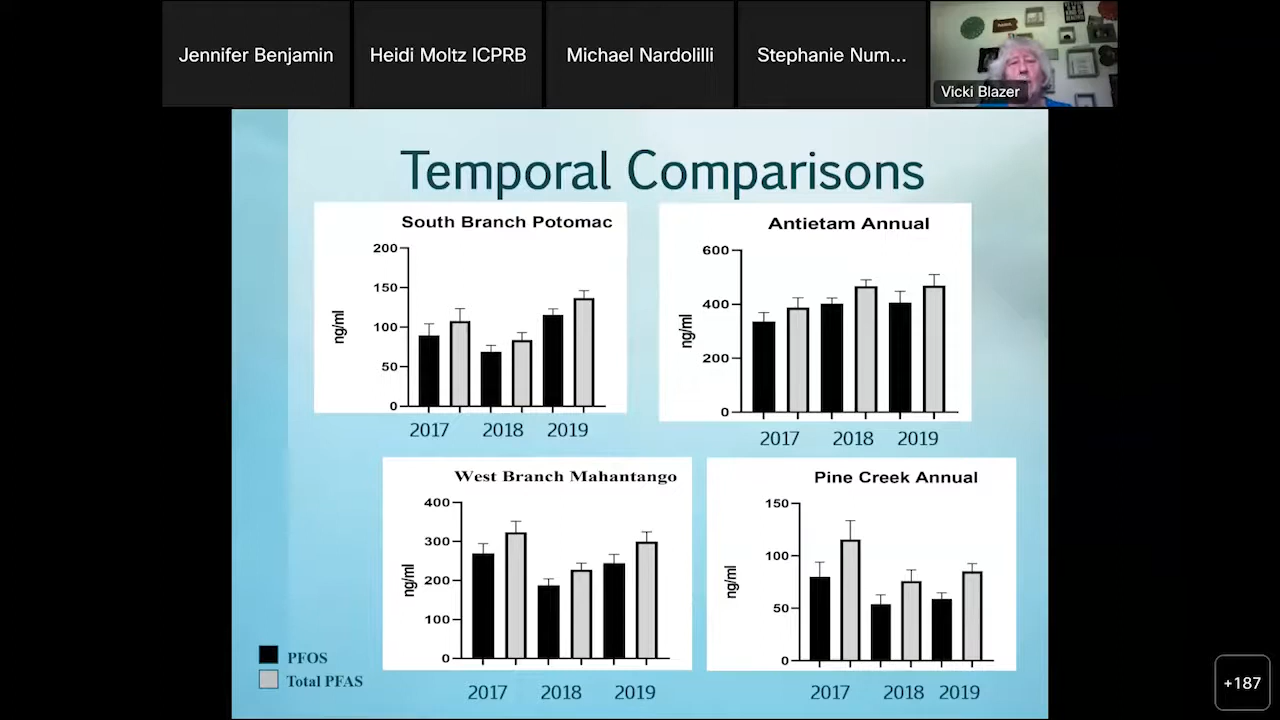 Jennifer Benjamin
Heidi Moltz ICPRB
Michael Nardolilli
Stephanie Num...
Vicki Blazer
Temporal Comparisons
South Branch Potomac
200
150
100
50
0
ng/ml
2017 2018 2019
Antietam Annual
600
400
200
0
ng/ml
2017 2018 2019
West Branch Mahantango
400
300
200
100
0
ng/ml
2017 2018 2019
Pine Creek Annual
150
100
50
0
ng/ml
2017 2018 2019
PFOS
Total PFAS
+187